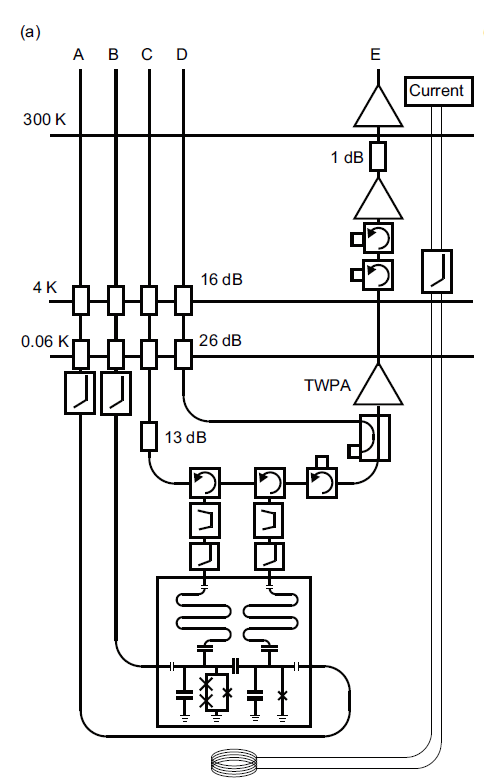 (a)
A B C D E
Current
300 K
1 dB
4 K
16 dB
0.06 K
26 dB
TWPA
13 dB